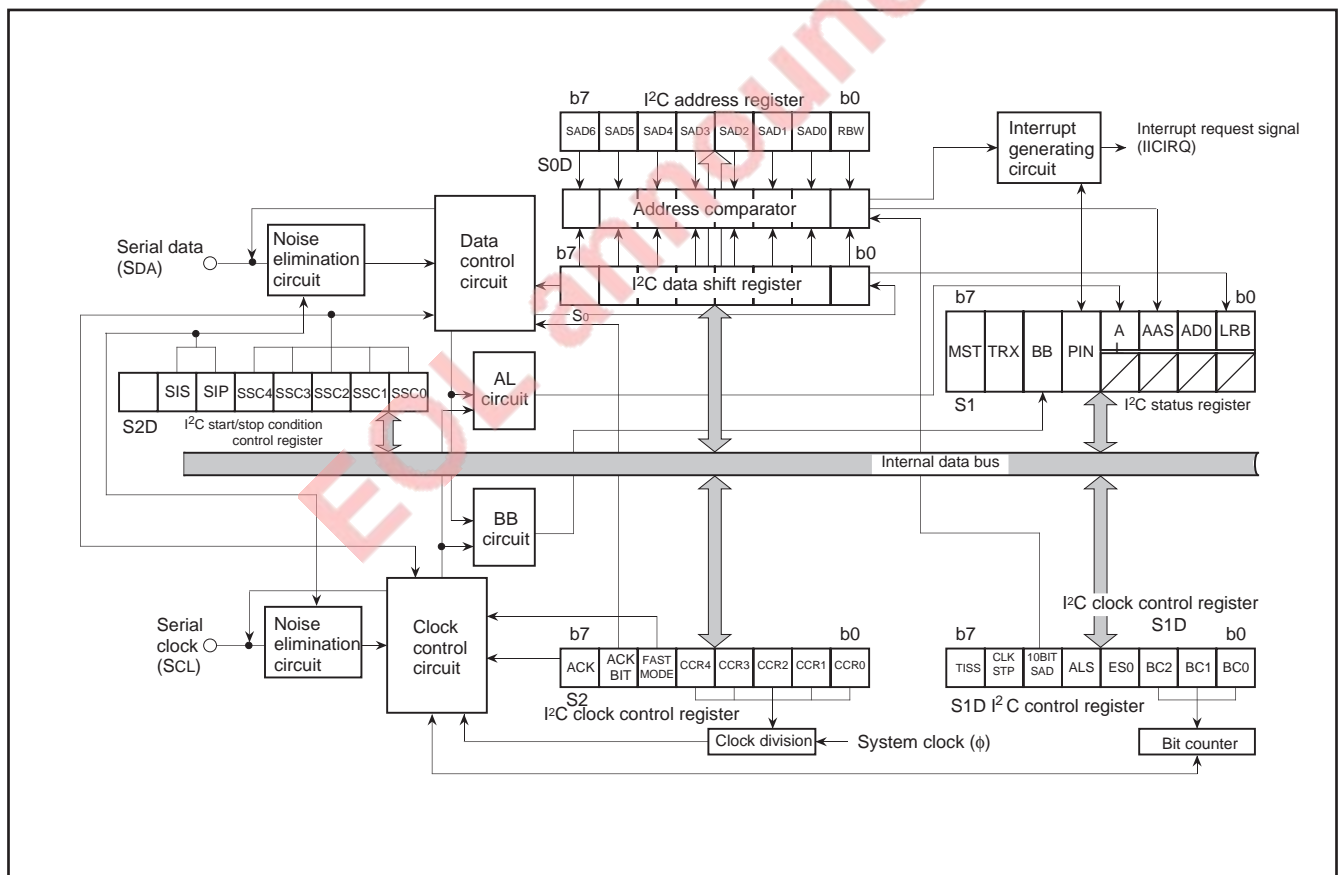 EOL announ
b7 I²C address register b0
SAD6 SAD5 SAD4 SAD3 SAD2 SAD1 SAD0 RBW
S0D
Interrupt generating circuit
Interrupt request signal (IICIRQ)
Address comparator
Serial data (SDA)
Noise elimination circuit
Data control circuit
b7 b0
I²C data shift register
S0
b7 b0
MST TRX BB PIN AL AAS AD0 LRB
S1
I²C status register
SIS SIP SSC4 SSC3 SSC2 SSC1 SSC0
S2D
I²C start/stop condition control register
AL circuit
Internal data bus
BB circuit
Serial clock (SCL)
Noise elimination circuit
Clock control circuit
b7 b0
ACK ACK BIT FAST MODE CCR4 CCR3 CCR2 CCR1 CCR0
S2
I²C clock control register
Clock division
System clock (ϕ)
I²C clock control register
S1D
b7 b0
TISS CLK STP 10BIT SAD ALS ES0 BC2 BC1 BC0
S1D I² C control register
Bit counter